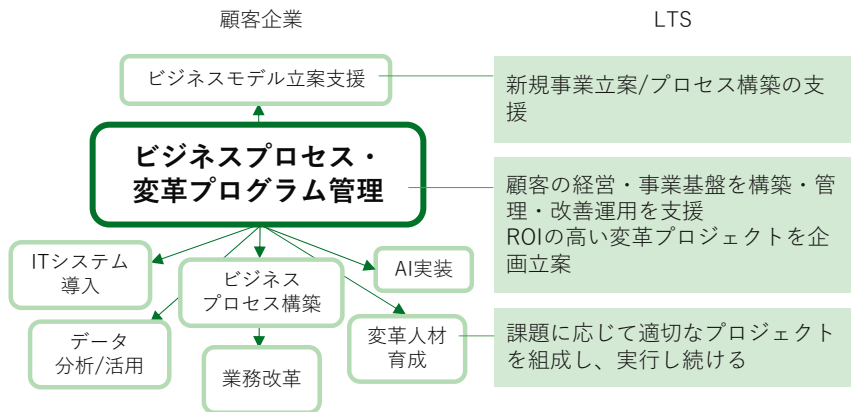 顧客企業
LTS
ビジネスモデル立案支援
新規事業立案/プロセス構築の支
援
ビジネスプロセス・
変革プログラム管理
顧客の経営・事業基盤を構築・管
理・改善運用を支援
ROIの高い変革プロジェクトを企
画立案
ITシステム
導入
ビジネス
プロセス構築
AI実装
データ
分析/活用
業務改革
変革人材
育成
課題に応じて適切なプロジェクト
を組成し、実行し続ける